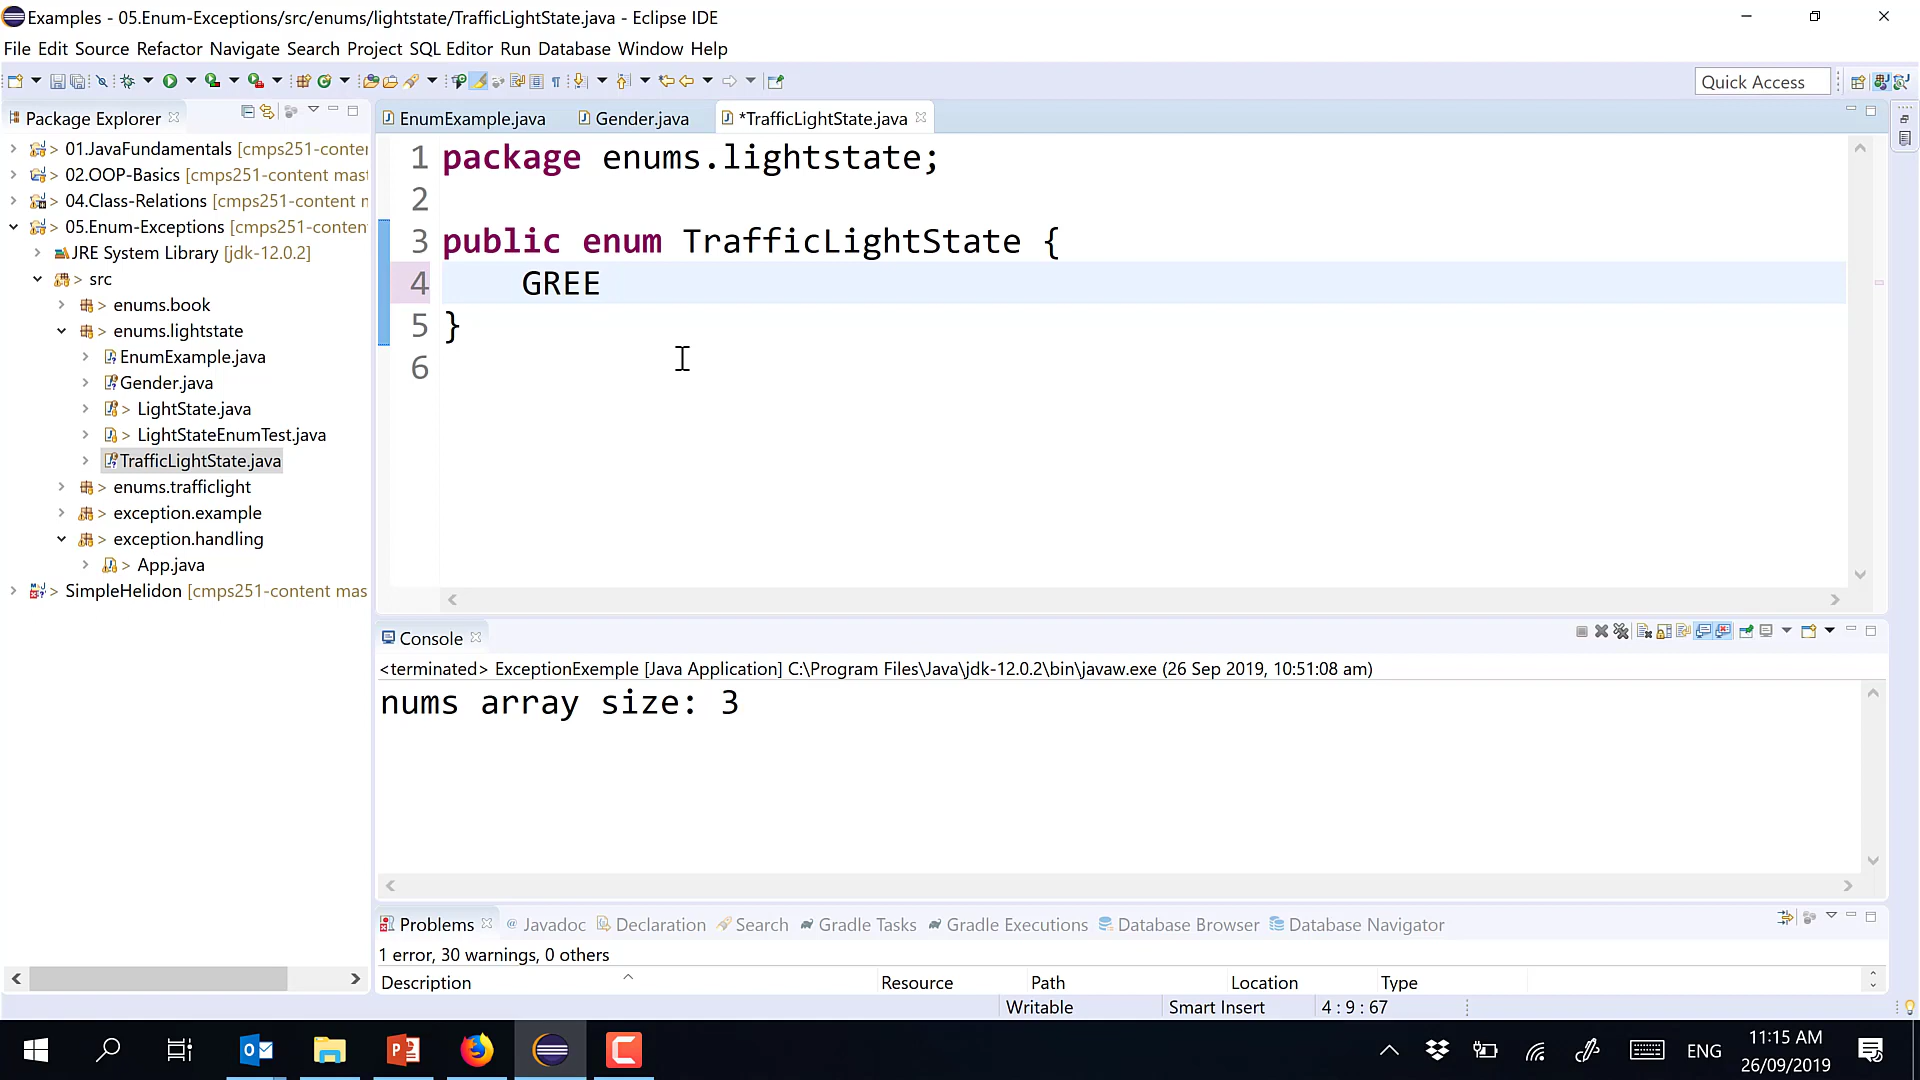 Examples - 05.Enum-Exceptions/src/enums/lightstate/TrafficLightState.java - Eclipse IDE
File Edit Source Refactor Navigate Search Project SQL Editor Run Database Window Help
Quick Access
Package Explorer
> 01.JavaFundamentals [cmps251-conter
> 02.OOP-Basics [cmps251-content mast
> 04.Class-Relations [cmps251-content n
> 05.Enum-Exceptions [cmps251-conten
JRE System Library [jdk-12.0.2]
> src
> enums.book
> enums.lightstate
EnumExample.java
Gender.java
> LightState.java
> LightStateEnumTest.java
TrafficLightState.java
> enums.trafficlight
> exception.example
> exception.handling
> App.java
> SimpleHelidon [cmps251-content mas
EnumExample.java Gender.java *TrafficLightState.java
1 package enums.lightstate;
2
3 public enum TrafficLightState {
4 GREE
5 }
6
Console
<terminated> ExceptionExemple [Java Application] C:\Program Files\Java\jdk-12.0.2\bin\javaw.exe (26 Sep 2019, 10:51:08 am)
nums array size: 3
Problems @ Javadoc Declaration Search Gradle Tasks Gradle Executions Database Browser Database Navigator
1 error, 30 warnings, 0 others
Description Resource Path Location Type
Writable Smart Insert 4 : 9 : 67
ENG
11:15 AM
26/09/2019